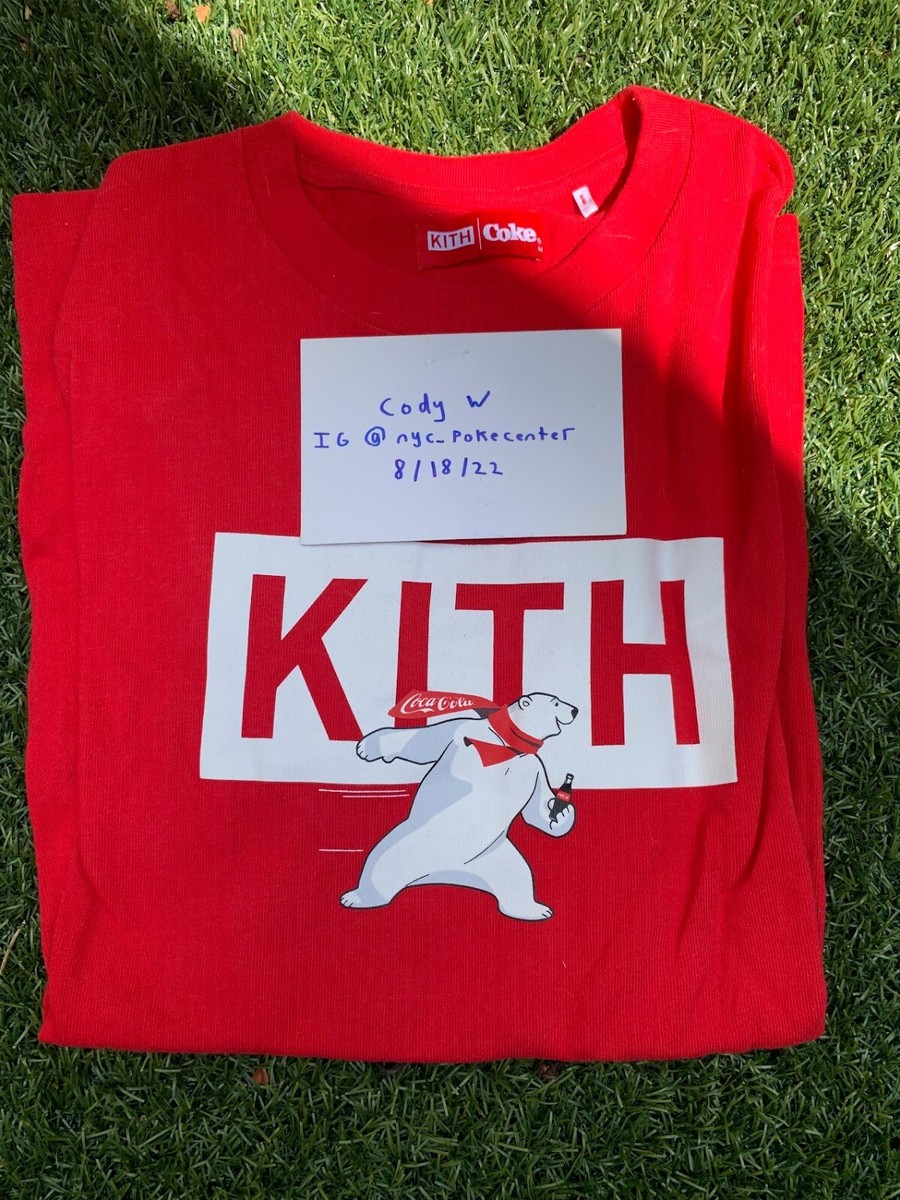 KITH Coke
Cody W
IG @nyc_pokecenter
8/18/22
KITH
Coca-Cola